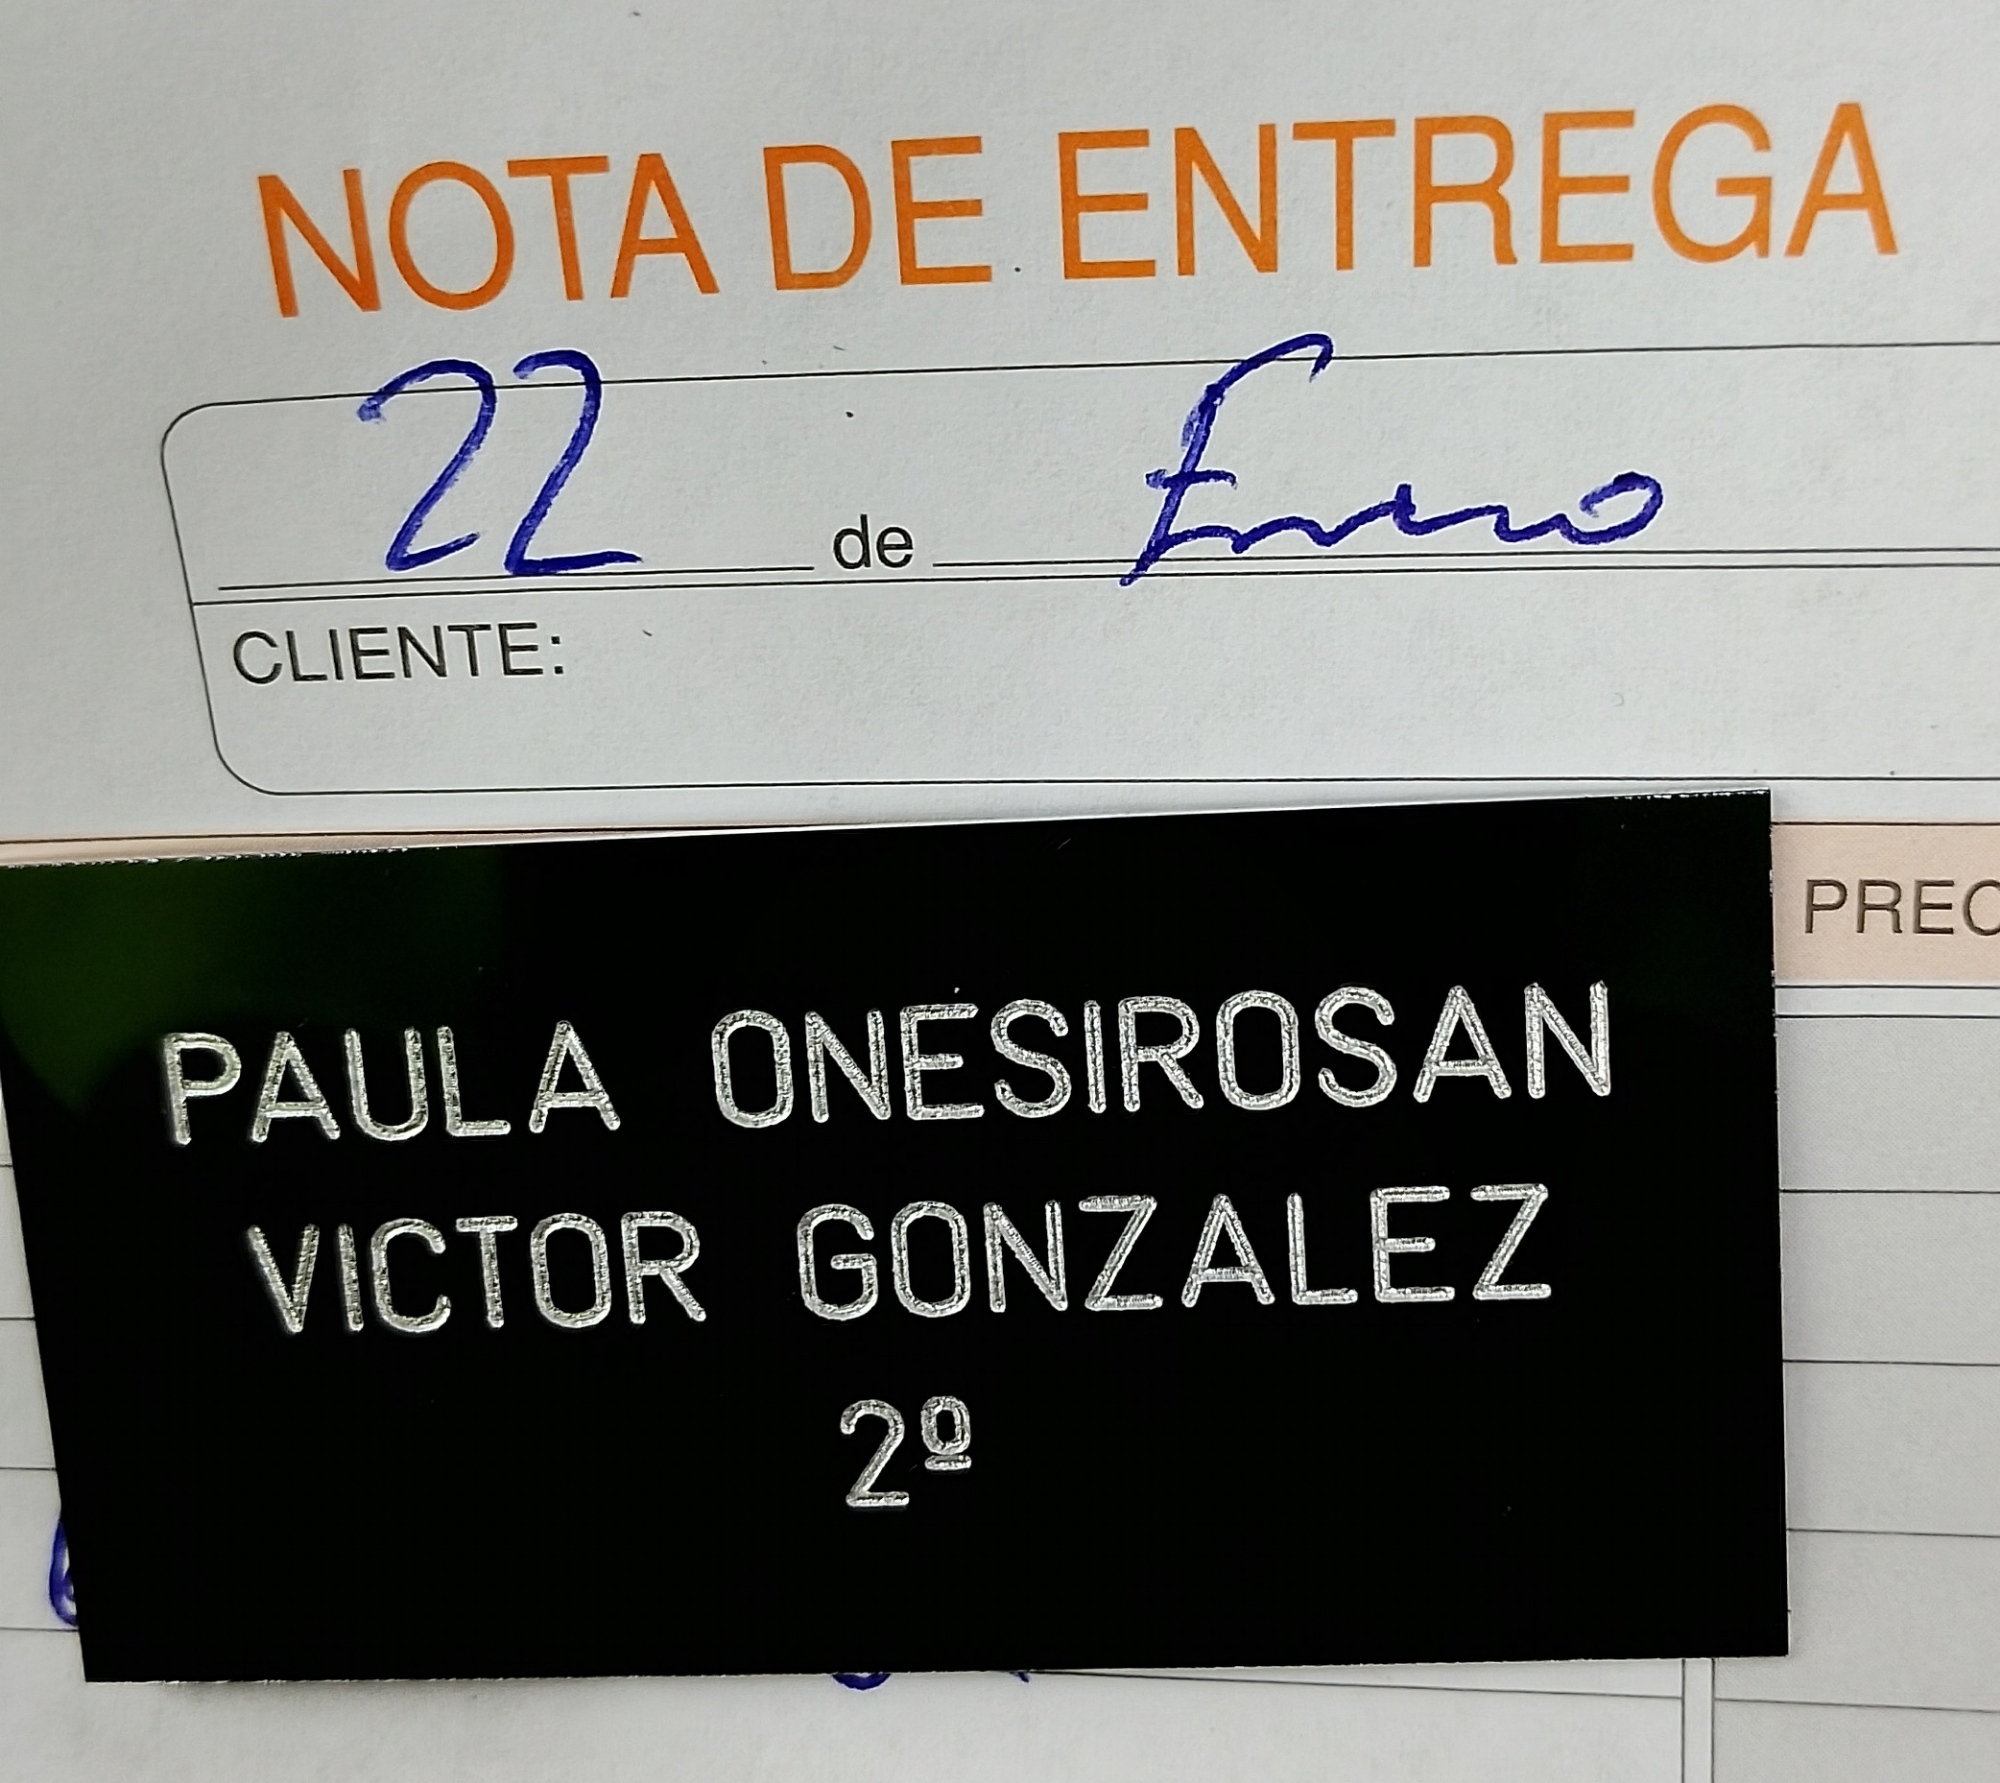 NOTA DE ENTREGA
22 de Enero
CLIENTE:
PREC
PAULA ONESIROSAN
VICTOR GONZALEZ
2º